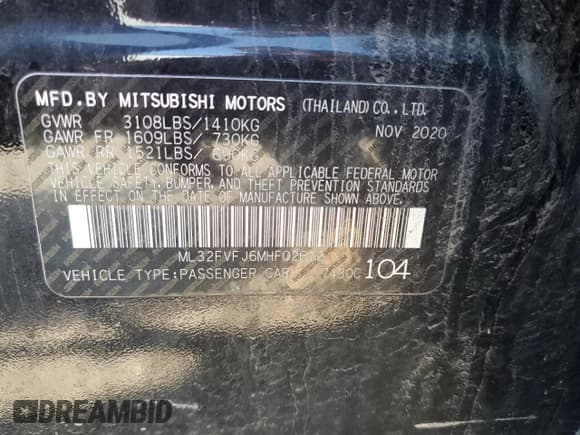 MFD.BY MITSUBISHI MOTORS (THAILAND) CO., LTD.
GVWR 3108LBS/1410KG NOV 2020
GAWR FR 1609LBS/ 730KG
GAWR RR 1521LBS/ 690KG
THIS VEHICLE CONFORMS TO ALL APPLICABLE FEDERAL MOTOR
VEHICLE SAFETY, BUMPER, AND THEFT PREVENTION STANDARDS
IN EFFECT ON THE DATE OF MANUFACTURE SHOWN ABOVE.
VEHICLE TYPE:PASSENGER CAR 104
DREAMBID